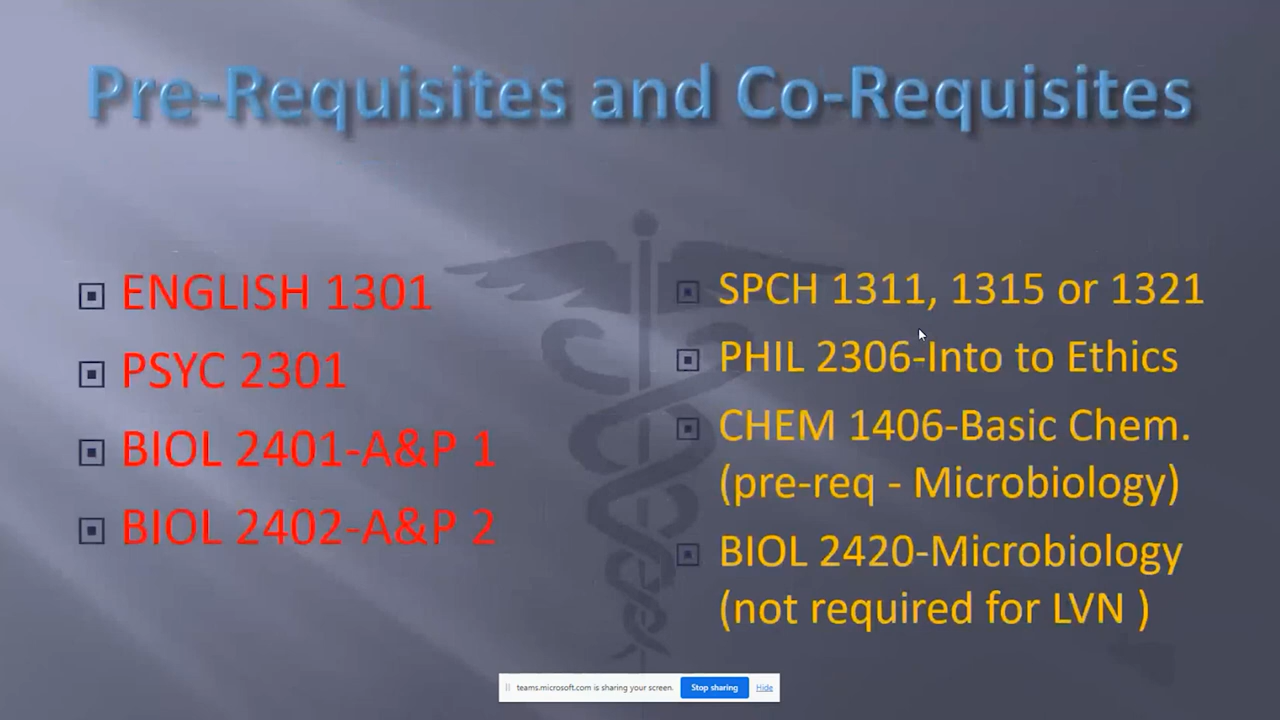 Pre-Requisites and Co-Requisites
ENGLISH 1301
PSYC 2301
BIOL 2401-A&P 1
BIOL 2402-A&P 2
SPCH 1311, 1315 or 1321
PHIL 2306-Into to Ethics
CHEM 1406-Basic Chem.
(pre-req - Microbiology)
BIOL 2420-Microbiology
(not required for LVN )
teams.microsoft.com is sharing your screen. Stop sharing Hide